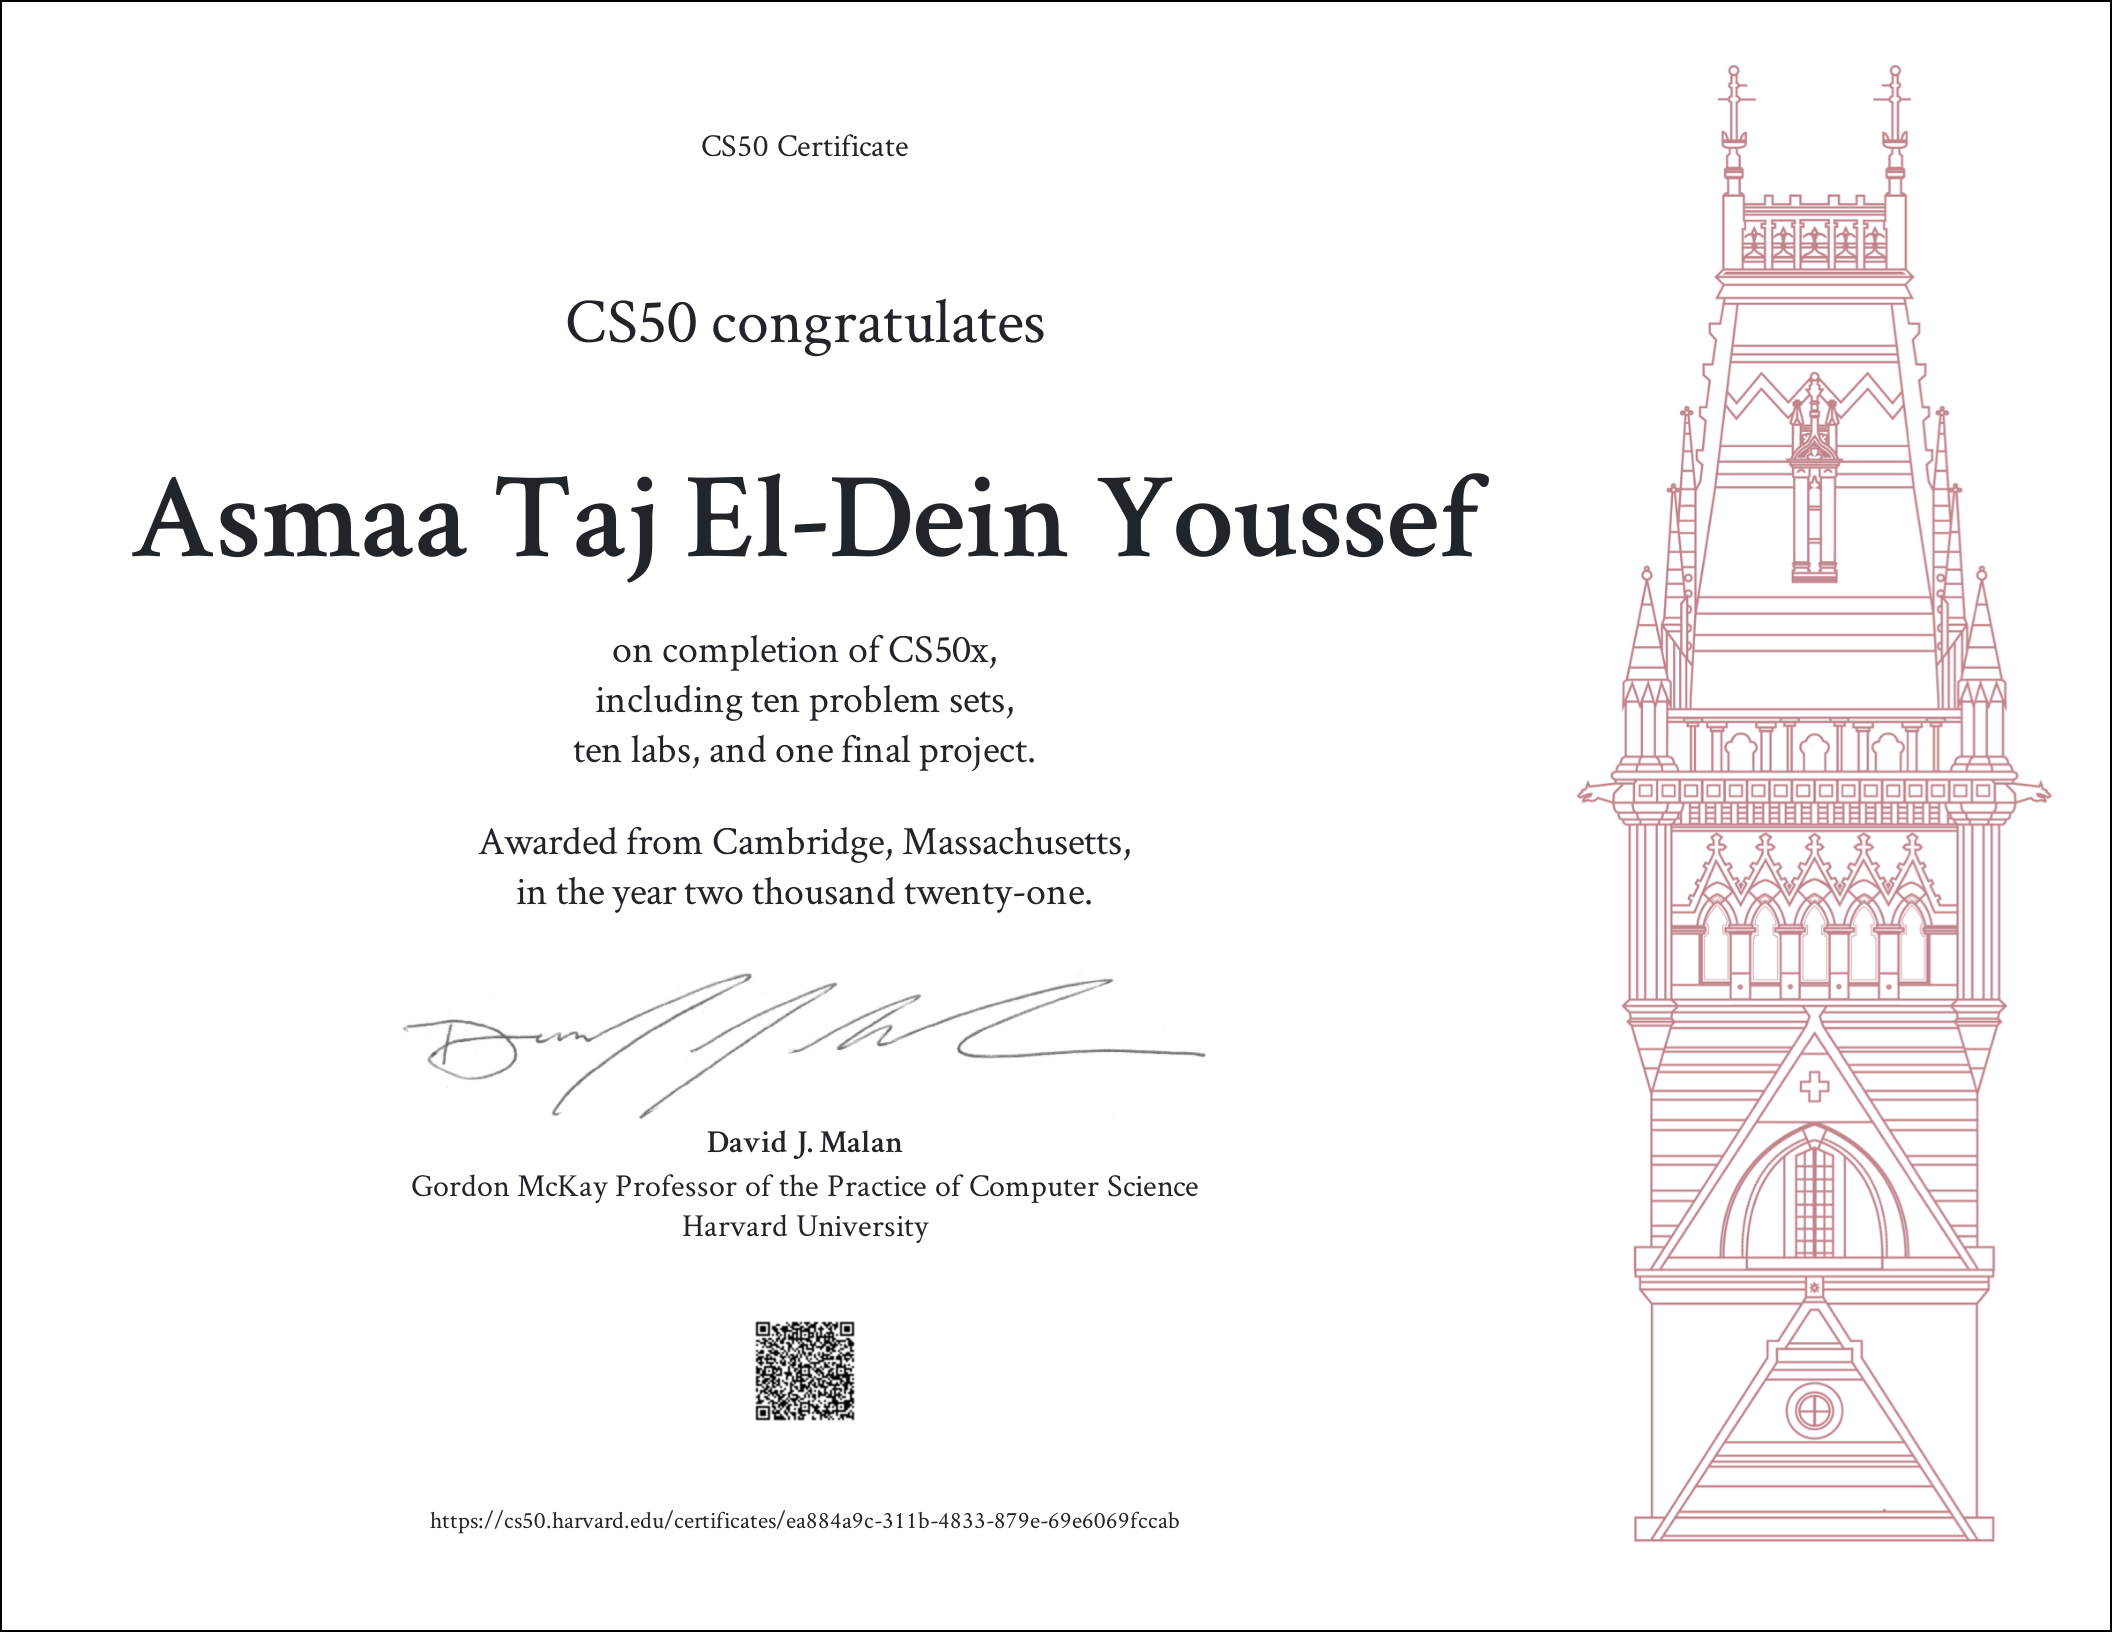 CS50 Certificate
CS50 congratulates
Asmaa Taj El-Dein Youssef
on completion of CS50x,
including ten problem sets,
ten labs, and one final project.
Awarded from Cambridge, Massachusetts,
in the year two thousand twenty-one.
David J. Malan
Gordon McKay Professor of the Practice of Computer Science
Harvard University
https://cs50.harvard.edu/certificates/ea884a9c-311b-4833-879e-69e6069fccab